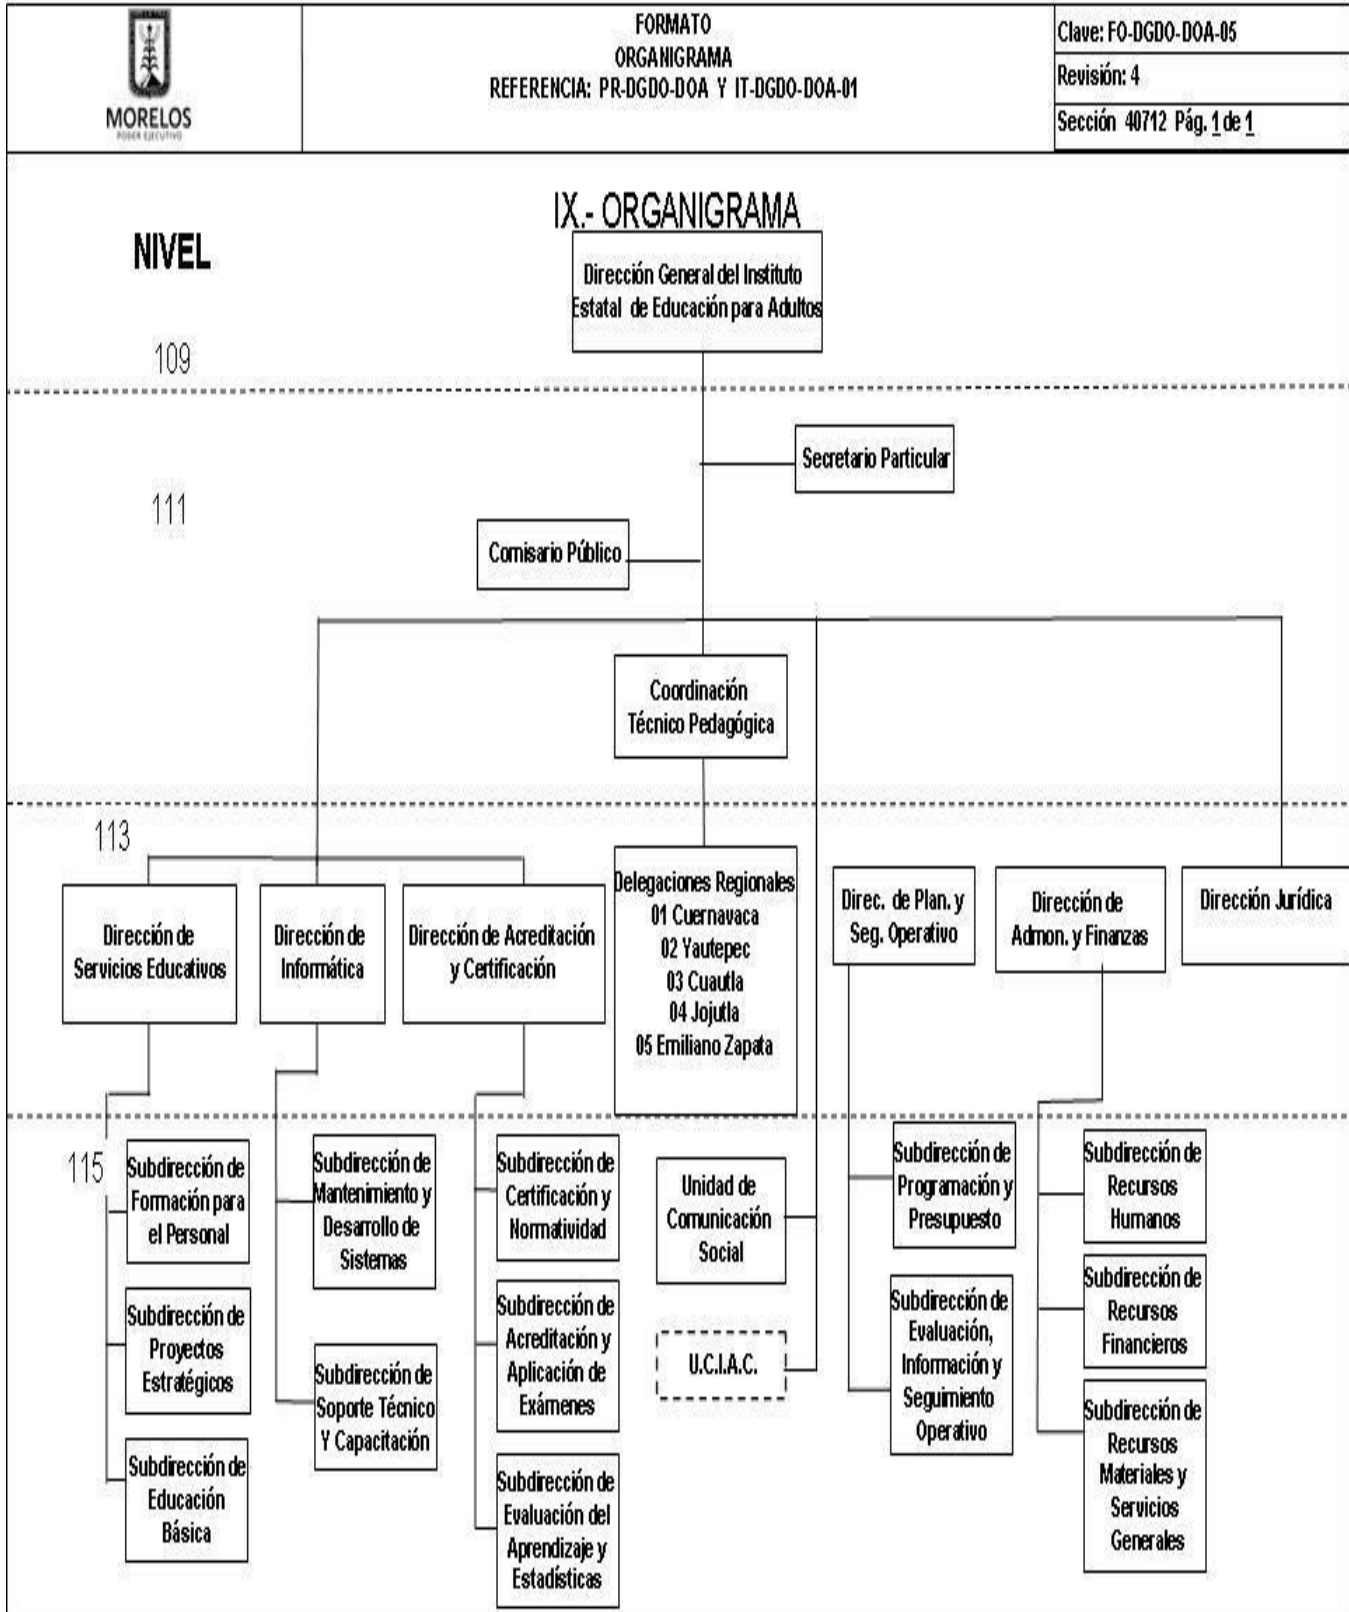 MORELOS
PODER EJECUTIVO
FORMATO
ORGANIGRAMA
REFERENCIA: PR-DGDO-DOA Y IT-DGDO-DOA-01
Clave: FO-DGDO-DOA-05
Revisión: 4
Sección 40712 Pág. 1 de 1
IX.- ORGANIGRAMA
NIVEL
Dirección General del Instituto
Estatal de Educación para Adultos
109
Secretario Particular
111
Comisario Público
Coordinación
Técnico Pedagógica
113
Dirección de
Servicios Educativos
Dirección de
Informática
Dirección de Acreditación
y Certificación
Delegaciones Regionales
01 Cuernavaca
02 Yautepec
03 Cuautla
04 Jojutla
05 Emiliano Zapata
Direc. de Plan. y
Seg. Operativo
Dirección de
Admon. y Finanzas
Dirección Jurídica
115
Subdirección de
Formación para
el Personal
Subdirección de
Proyectos
Estratégicos
Subdirección de
Educación
Básica
Subdirección de
Mantenimiento y
Desarrollo de
Sistemas
Subdirección de
Soporte Técnico
Y Capacitación
Subdirección de
Certificación y
Normatividad
Subdirección de
Acreditación y
Aplicación de
Exámenes
Subdirección de
Evaluación del
Aprendizaje y
Estadísticas
Unidad de
Comunicación
Social
U.C.I.A.C.
Subdirección de
Programación y
Presupuesto
Subdirección de
Evaluación,
Información y
Seguimiento
Operativo
Subdirección de
Recursos
Humanos
Subdirección de
Recursos
Financieros
Subdirección de
Recursos
Materiales y
Servicios
Generales